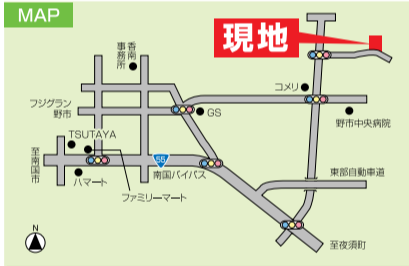 MAP
現地
香南
事務所
コメリ
フジグラン
野市
GS
野市中央病院
TSUTAYA
至南国市
55
南国バイパス
東部自動車道
ハマート
ファミリーマート
至夜須町
N